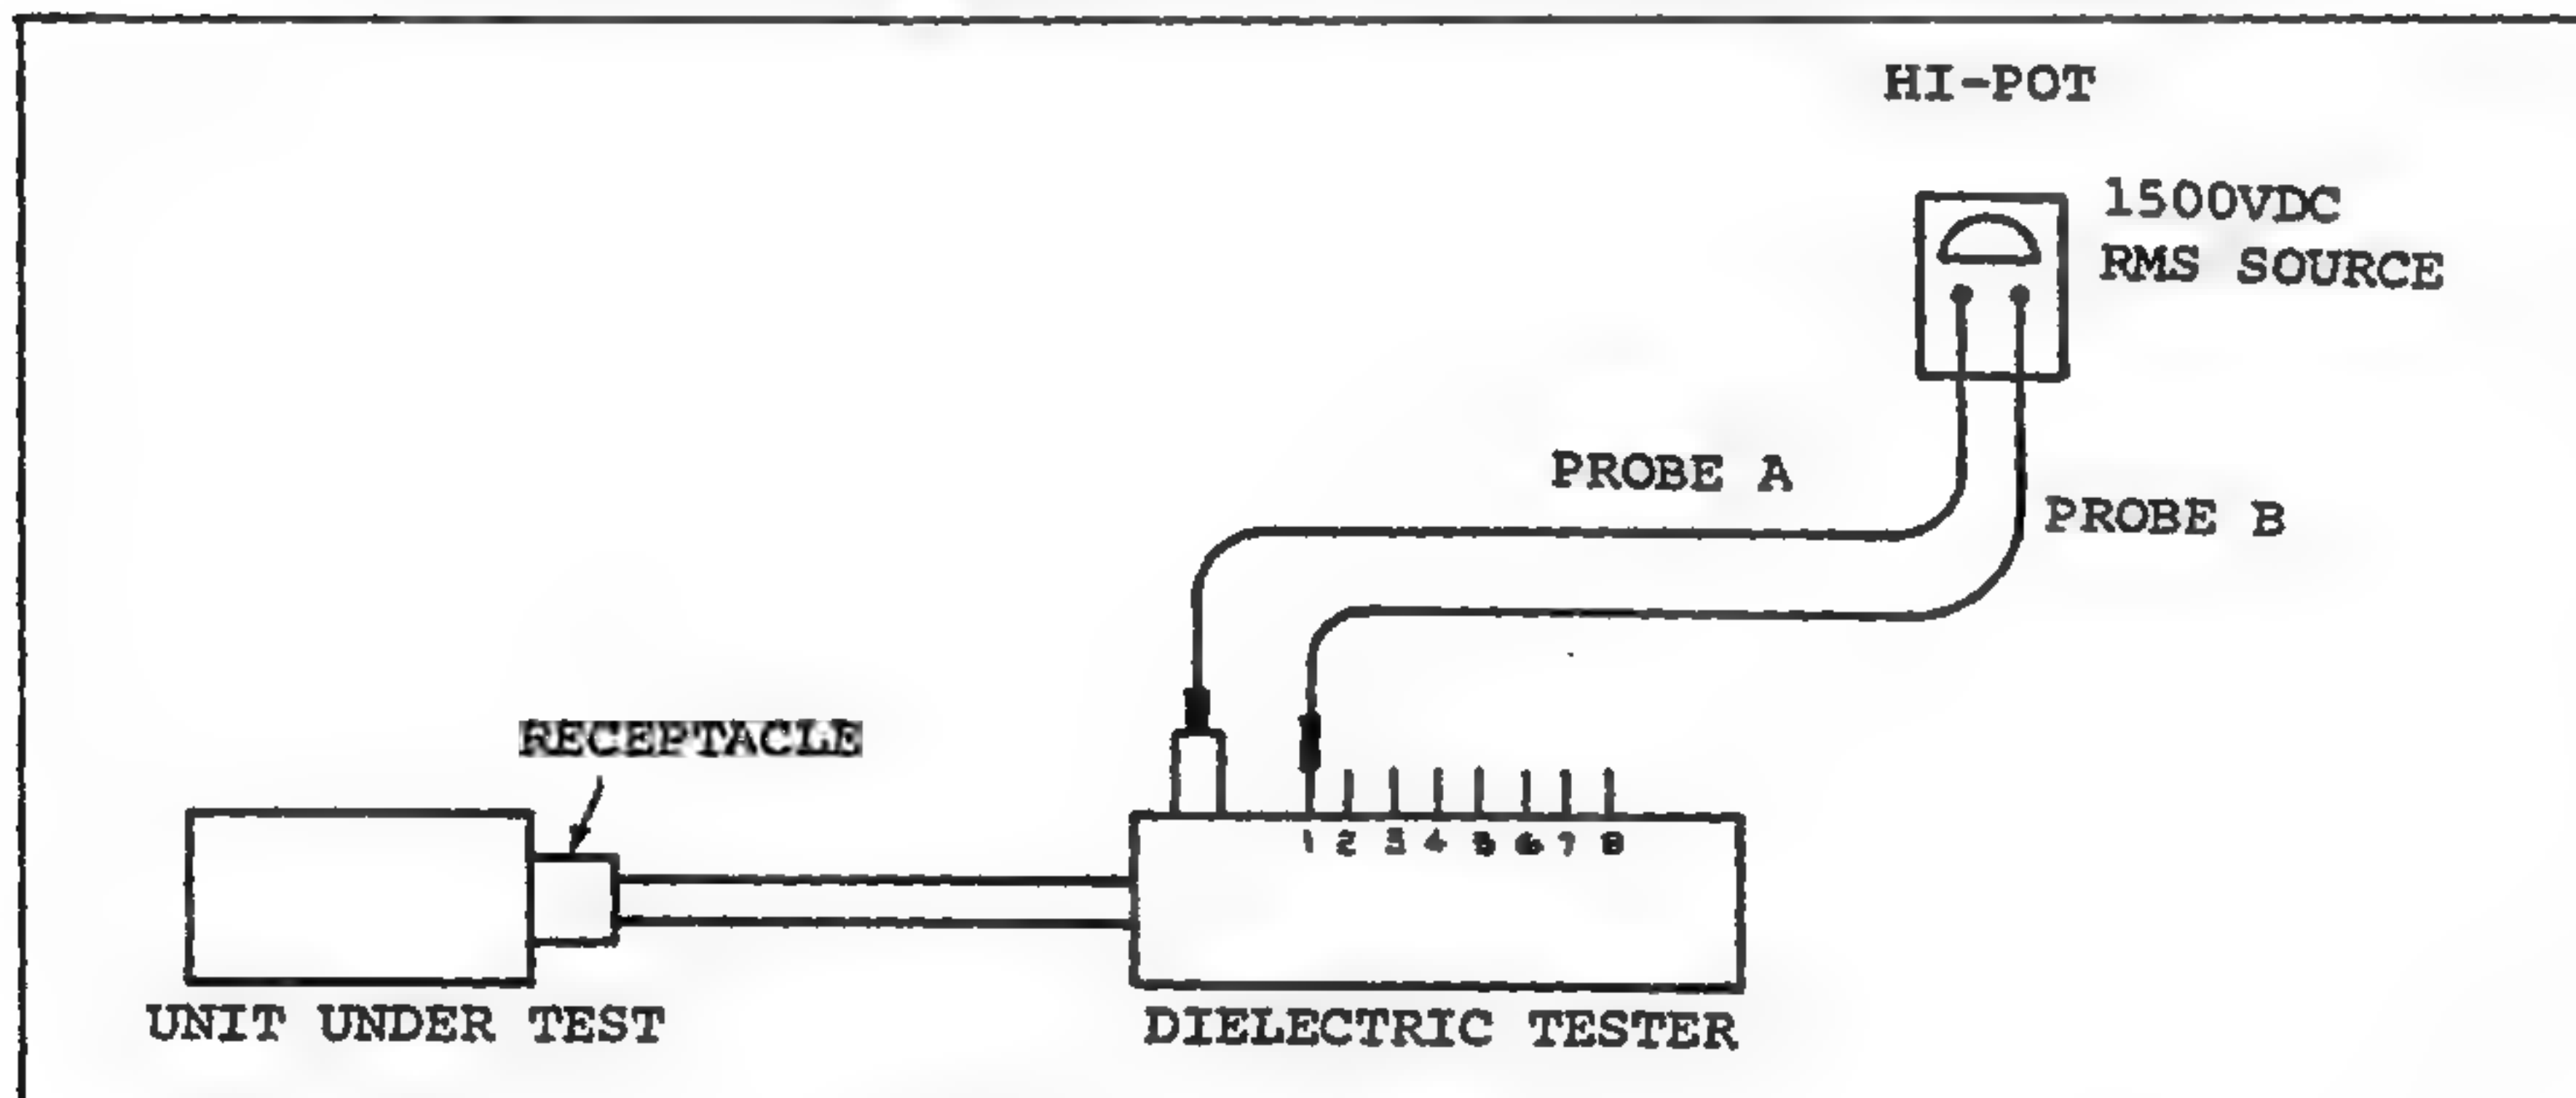 HI-POT
1500VDC
RMS SOURCE
PROBE A
PROBE B
RECEPTACLE
1 2 3 4 5 6 7 8
UNIT UNDER TEST
DIELECTRIC TESTER